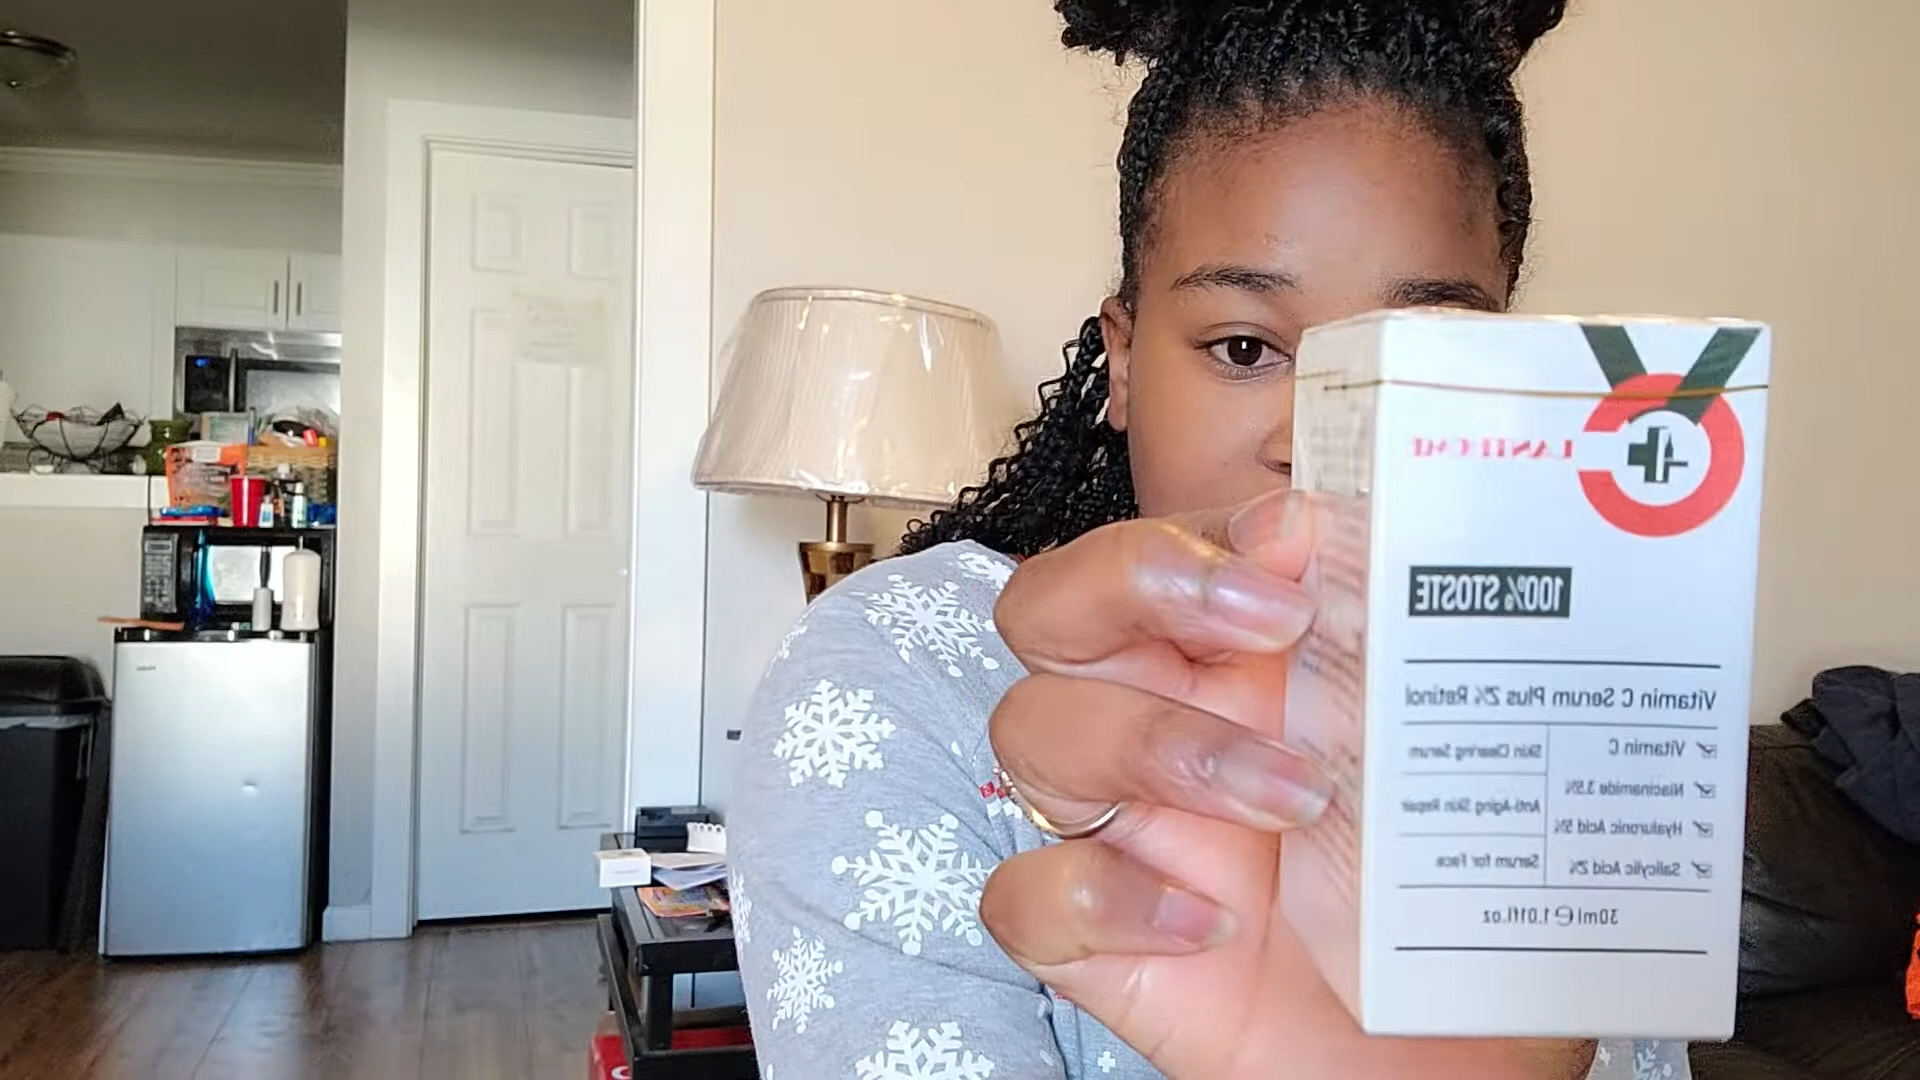 LANTECME
100% STOSTE
Vitamin C Serum Plus 2% Retinol
Vitamin C
Niacinamide 3.5%
Hyaluronic Acid 5%
Salicylic Acid 2%
Skin Clearing Serum
Anti-Aging Skin Repair
Serum for Face
30ml e 1.01fl.oz